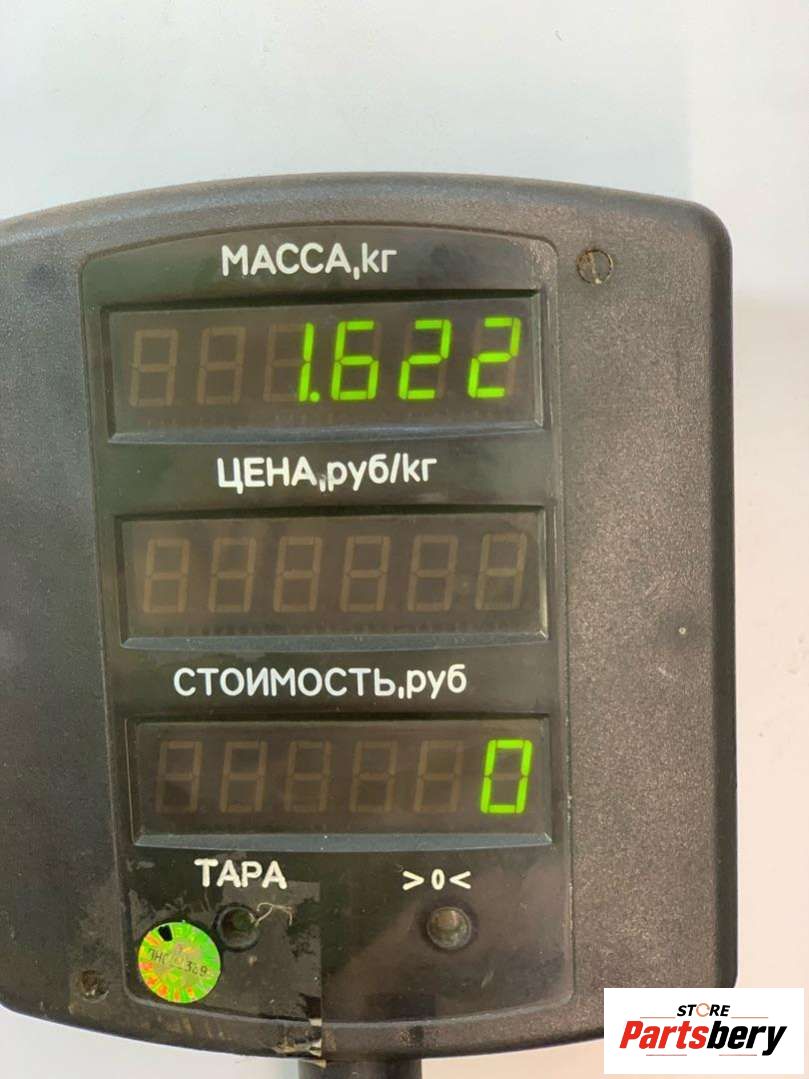 МАССА,кг
1.622
ЦЕНА,руб/кг
СТОИМОСТЬ,руб
0
ТАРА >0<
STORE
Partsbery